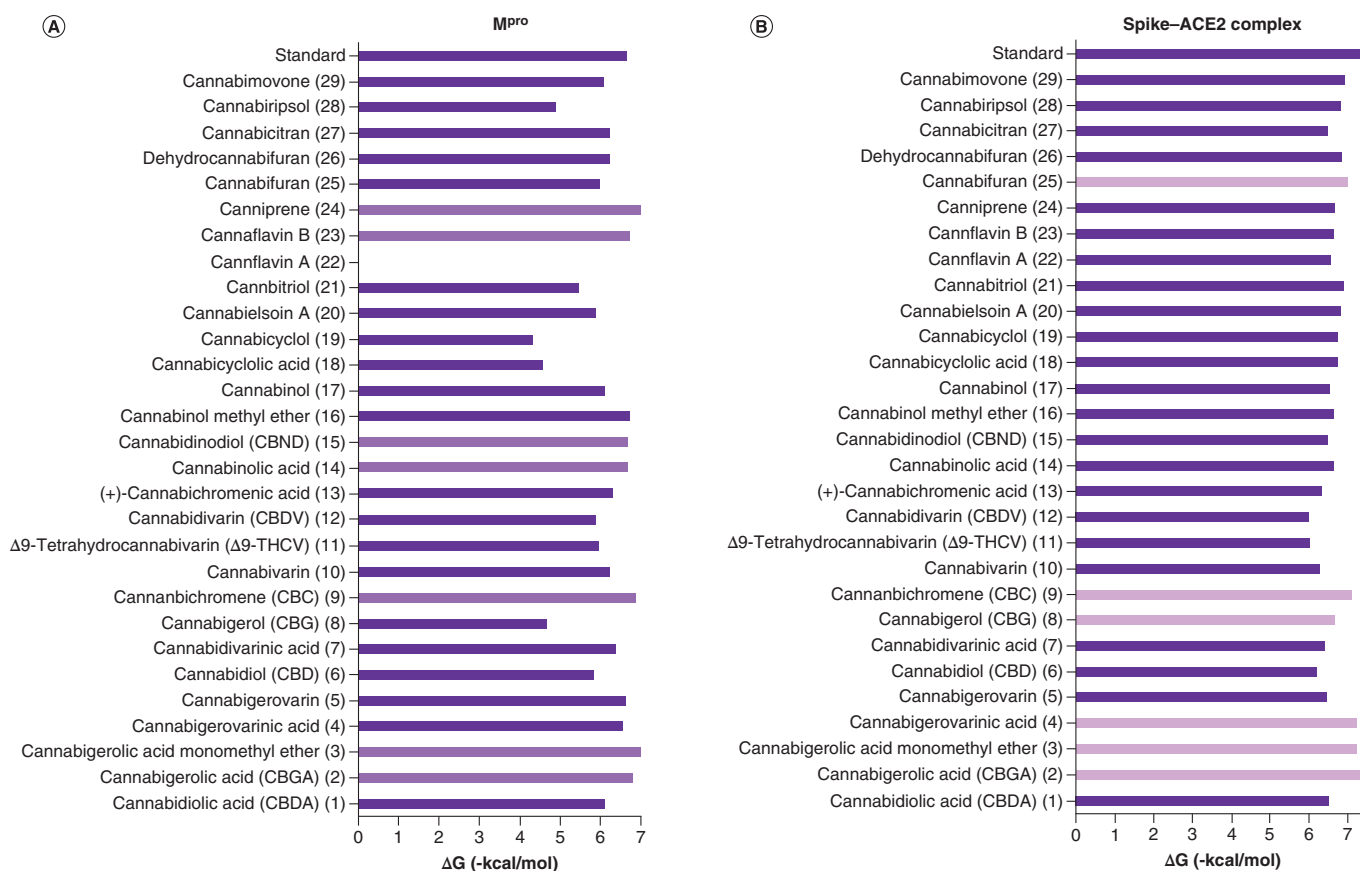 A
Mpro
Standard
Cannabimovone (29)
Cannabiripsol (28)
Cannabicitran (27)
Dehydrocannabifuran (26)
Cannabifuran (25)
Canniprene (24)
Cannaflavin B (23)
Cannflavin A (22)
Cannbitriol (21)
Cannabielsoin A (20)
Cannabicyclol (19)
Cannabicyclolic acid (18)
Cannabinol (17)
Cannabinol methyl ether (16)
Cannabidinodiol (CBND) (15)
Cannabinolic acid (14)
(+)-Cannabichromenic acid (13)
Cannabidivarin (CBDV) (12)
Δ9-Tetrahydrocannabivarin (Δ9-THCV) (11)
Cannabivarin (10)
Cannanbichromene (CBC) (9)
Cannabigerol (CBG) (8)
Cannabidivarinic acid (7)
Cannabidiol (CBD) (6)
Cannabigerovarin (5)
Cannabigerovarinic acid (4)
Cannabigerolic acid monomethyl ether (3)
Cannabigerolic acid (CBGA) (2)
Cannabidiolic acid (CBDA) (1)
0 1 2 3 4 5 6 7
ΔG (-kcal/mol)
B
Spike–ACE2 complex
Standard
Cannabimovone (29)
Cannabiripsol (28)
Cannabicitran (27)
Dehydrocannabifuran (26)
Cannabifuran (25)
Canniprene (24)
Cannflavin B (23)
Cannflavin A (22)
Cannabitriol (21)
Cannabielsoin A (20)
Cannabicyclol (19)
Cannabicyclolic acid (18)
Cannabinol (17)
Cannabinol methyl ether (16)
Cannabidinodiol (CBND) (15)
Cannabinolic acid (14)
(+)-Cannabichromenic acid (13)
Cannabidivarin (CBDV) (12)
Δ9-Tetrahydrocannabivarin (Δ9-THCV) (11)
Cannabivarin (10)
Cannanbichromene (CBC) (9)
Cannabigerol (CBG) (8)
Cannabidivarinic acid (7)
Cannabidiol (CBD) (6)
Cannabigerovarin (5)
Cannabigerovarinic acid (4)
Cannabigerolic acid monomethyl ether (3)
Cannabigerolic acid (CBGA) (2)
Cannabidiolic acid (CBDA) (1)
0 1 2 3 4 5 6 7
ΔG (-kcal/mol)